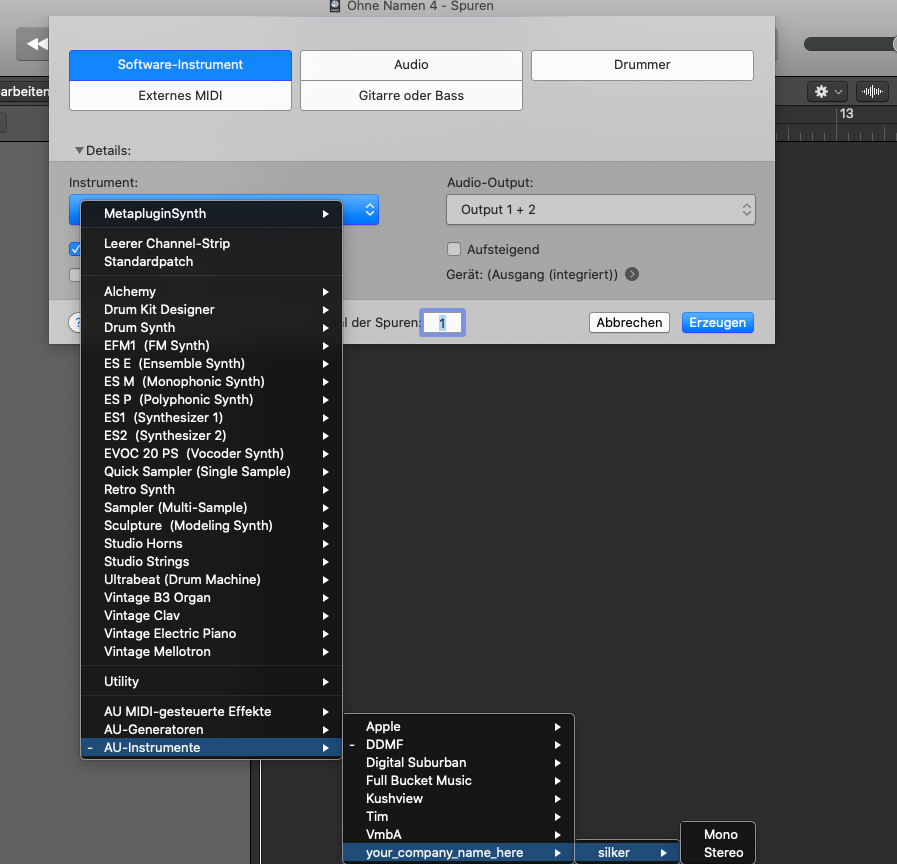 Ohne Namen 4 - Spuren
Software-Instrument
Audio
Drummer
Externes MIDI
Gitarre oder Bass
arbeiten
13
Details:
Instrument:
Audio-Output:
Output 1 + 2
Aufsteigend
Gerät: (Ausgang (integriert))
?
l der Spuren:
1
Abbrechen
Erzeugen
MetapluginSynth
Leerer Channel-Strip
Standardpatch
Alchemy
Drum Kit Designer
Drum Synth
EFM1 (FM Synth)
ES E (Ensemble Synth)
ES M (Monophonic Synth)
ES P (Polyphonic Synth)
ES1 (Synthesizer 1)
ES2 (Synthesizer 2)
EVOC 20 PS (Vocoder Synth)
Quick Sampler (Single Sample)
Retro Synth
Sampler (Multi-Sample)
Sculpture (Modeling Synth)
Studio Horns
Studio Strings
Ultrabeat (Drum Machine)
Vintage B3 Organ
Vintage Clav
Vintage Electric Piano
Vintage Mellotron
Utility
AU MIDI-gesteuerte Effekte
AU-Generatoren
- AU-Instrumente
Apple
- DDMF
Digital Suburban
Full Bucket Music
Kushview
Tim
VmbA
your_company_name_here
silker
Mono
Stereo